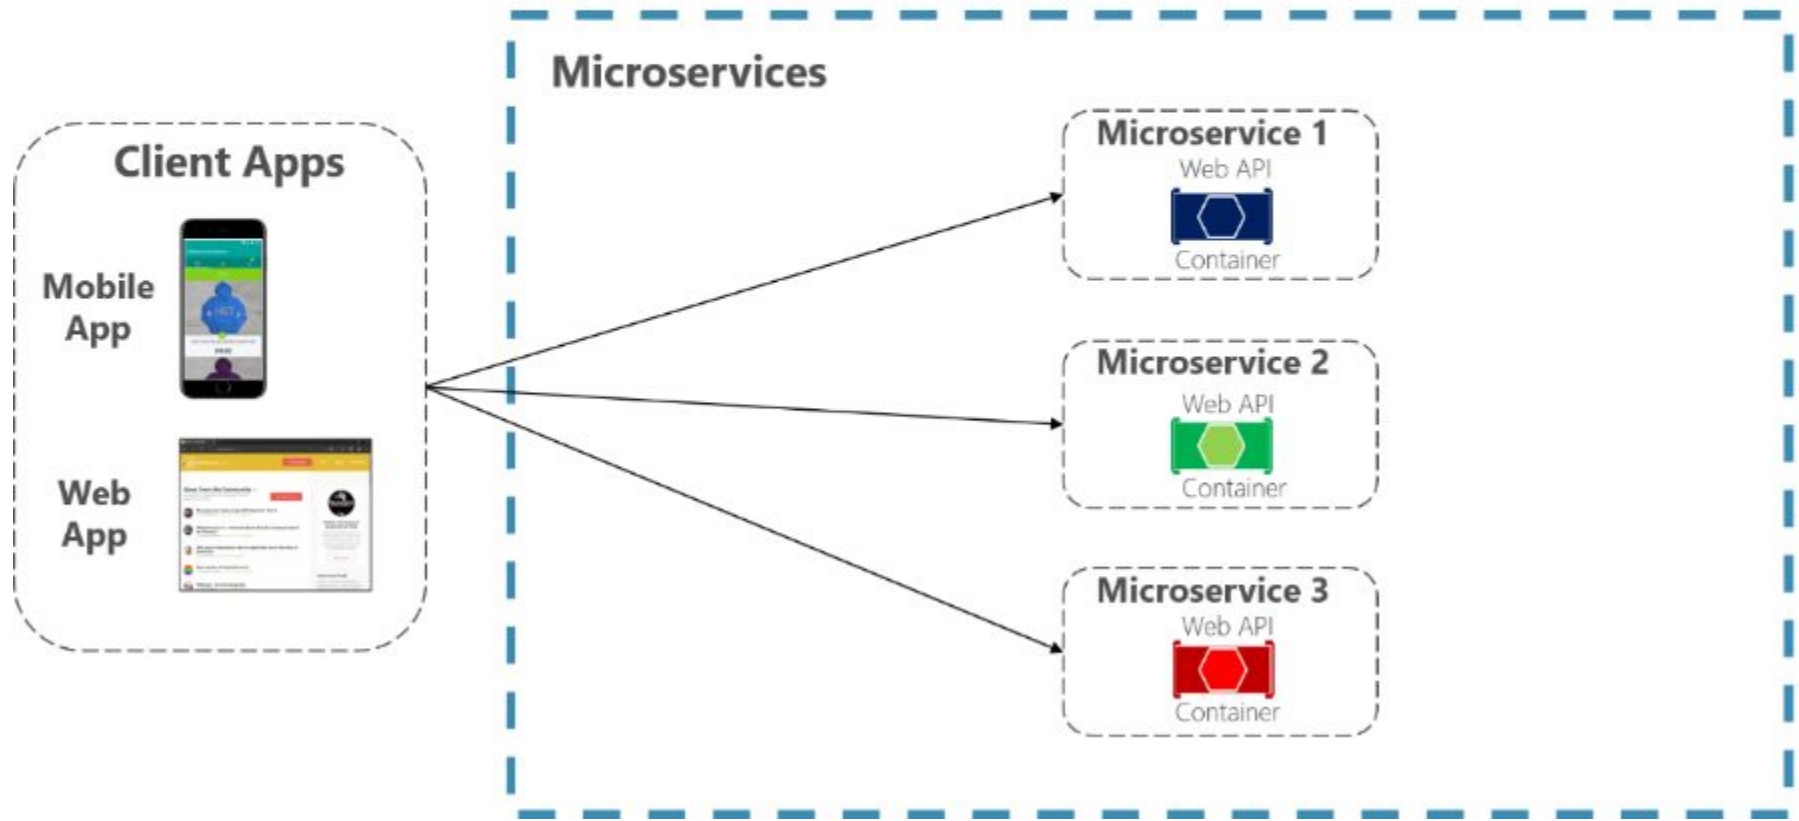 Microservices
Client Apps
Mobile
App
Web
App
Microservice 1
Web API
Container
Microservice 2
Web API
Container
Microservice 3
Web API
Container